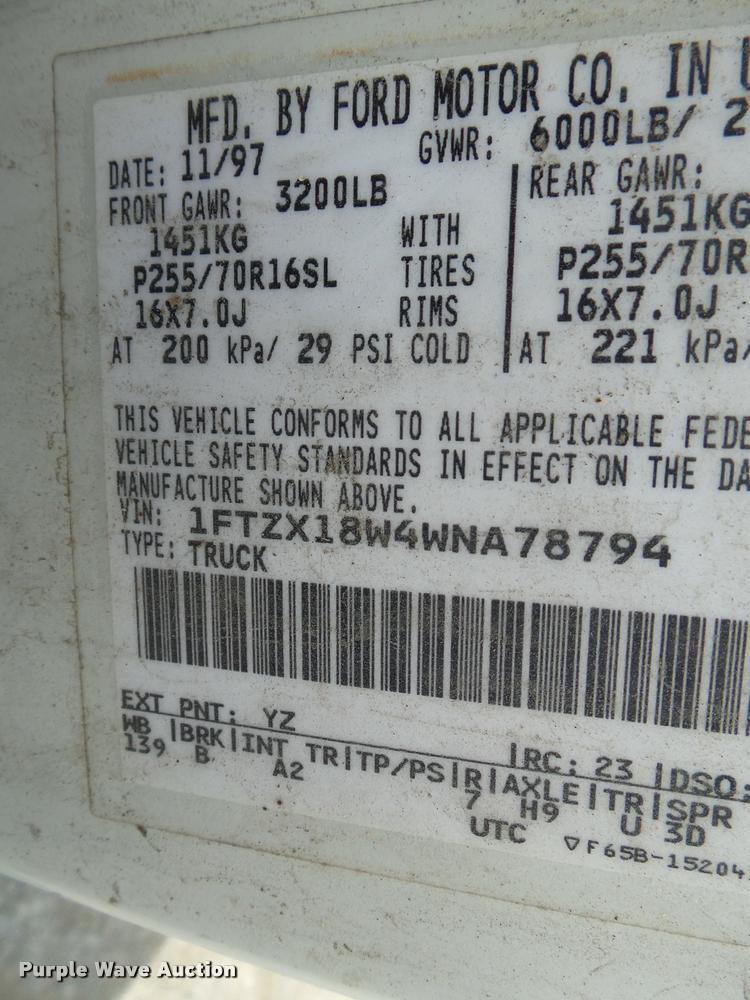 MFD. BY FORD MOTOR CO. IN
DATE: 11/97 GVWR: 6000LB/ 2
FRONT GAWR: 3200LB REAR GAWR:
1451KG WITH 1451KG
P255/70R16SL TIRES P255/70R
16X7.0J RIMS 16X7.0J
AT 200 kPa/ 29 PSI COLD AT 221 kPa/
THIS VEHICLE CONFORMS TO ALL APPLICABLE FEDE
VEHICLE SAFETY STANDARDS IN EFFECT ON THE DA
MANUFACTURE SHOWN ABOVE.
VIN: 1FTZX18W4WNA78794
TYPE: TRUCK
EXT PNT: YZ RC: 23 DSO:
WB |BRK|INT TR|TP/PS|R|AXLE|TR|SPR
139 B A2 7 H9 U 3D
UTC ▽F65B-15204
Purple Wave Auction